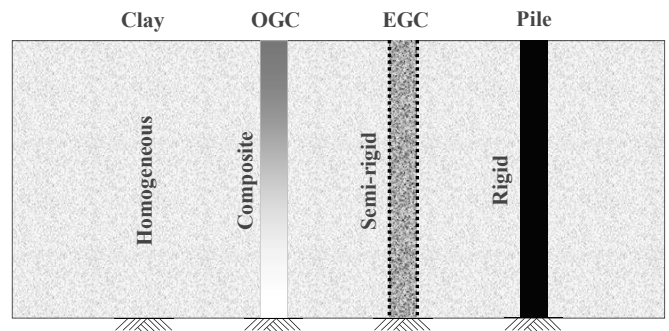 Clay
OGC
EGC
Pile
Homogeneous
Composite
Semi-rigid
Rigid